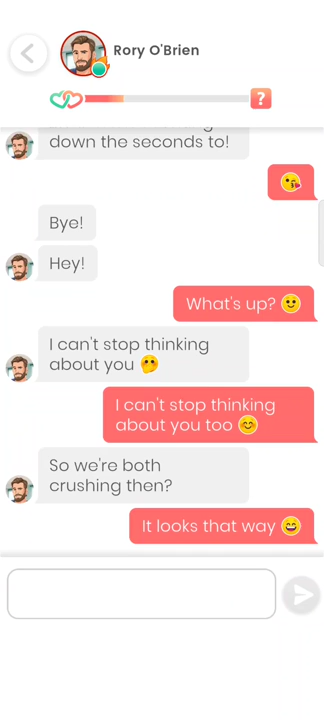 Rory O'Brien
?
down the seconds to!
😘
Bye!
Hey!
What's up? 🙂
I can't stop thinking
about you 🤭
I can't stop thinking
about you too 😊
So we're both
crushing then?
It looks that way 😄